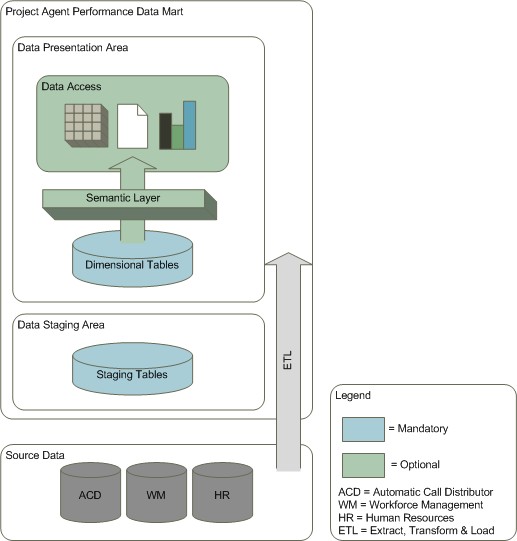 Project Agent Performance Data Mart
Data Presentation Area
Data Access
Semantic Layer
Dimensional Tables
Data Staging Area
Staging Tables
ETL
Source Data
ACD
WM
HR
Legend
= Mandatory
= Optional
ACD = Automatic Call Distributor
WM = Workforce Management
HR = Human Resources
ETL = Extract, Transform & Load